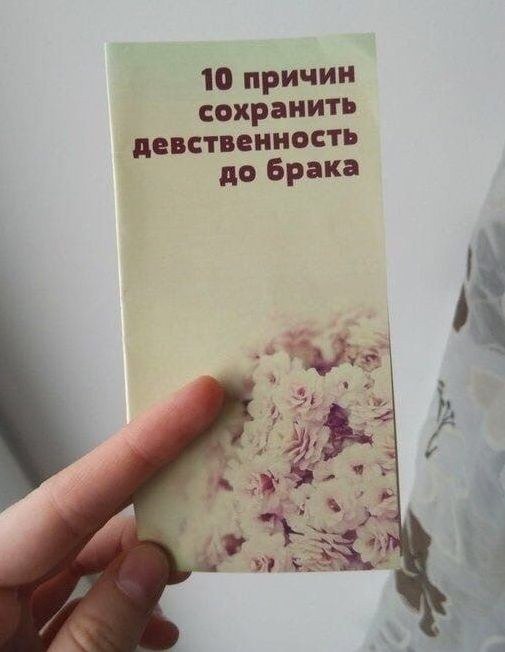 10 причин
сохранить
девственность
до брака